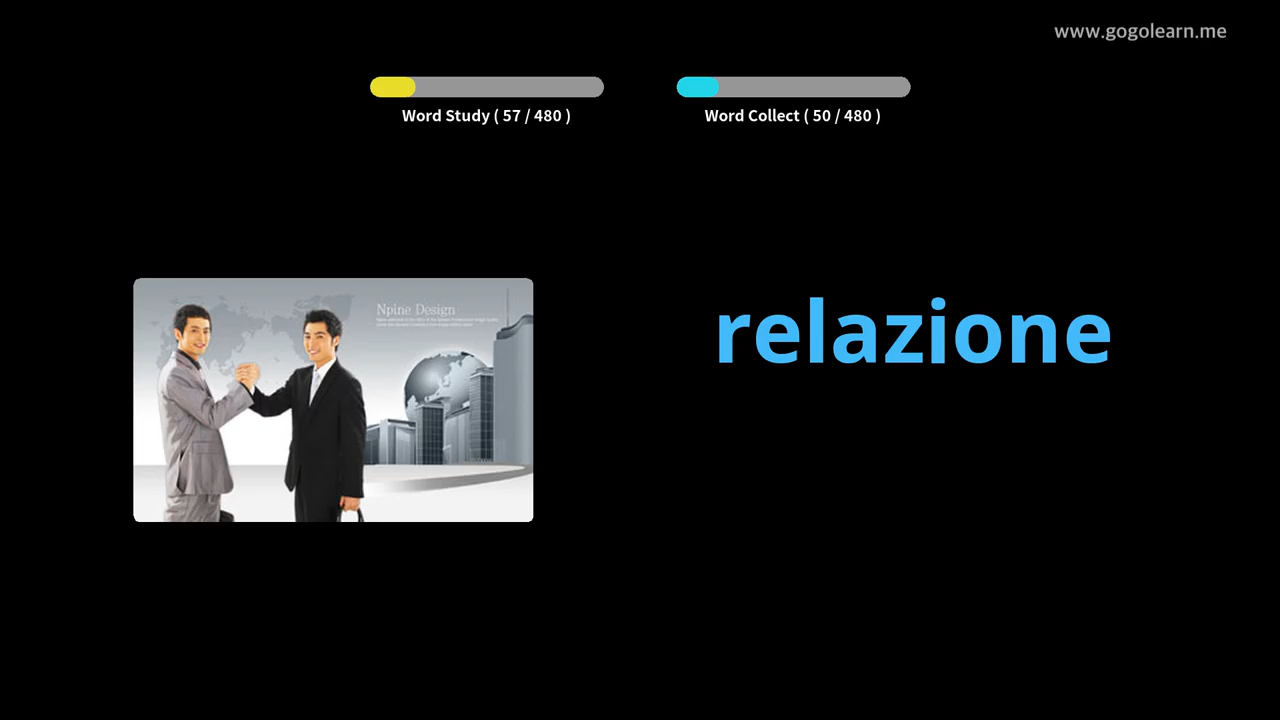 www.gogolearn.me
Word Study ( 57 / 480 )
Word Collect ( 50 / 480 )
Npine Design
relazione